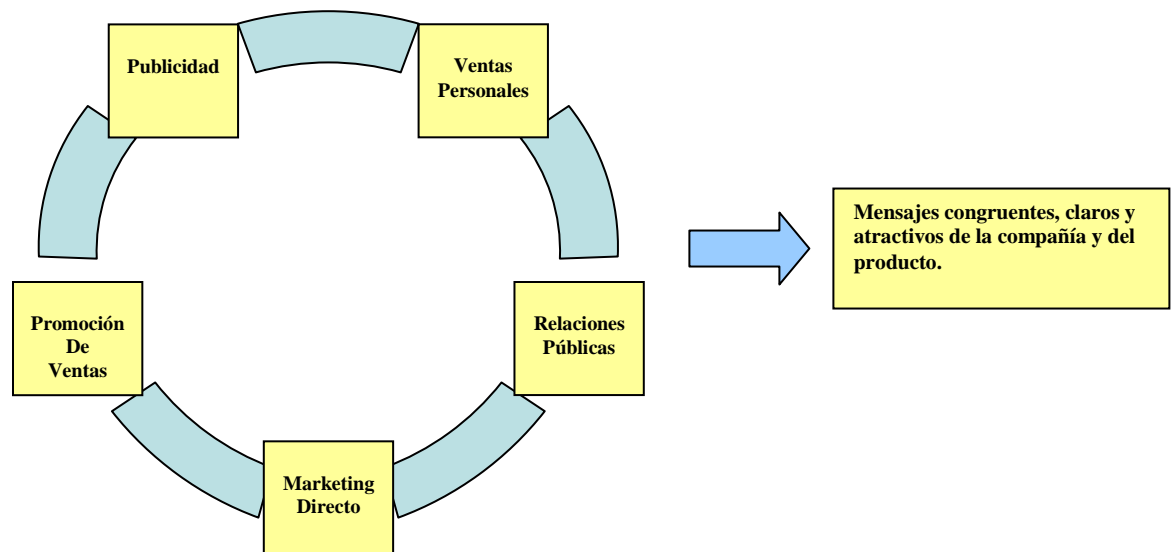 Publicidad
Ventas
Personales
Mensajes congruentes, claros y
atractivos de la compañía y del
producto.
Promoción
De
Ventas
Relaciones
Públicas
Marketing
Directo